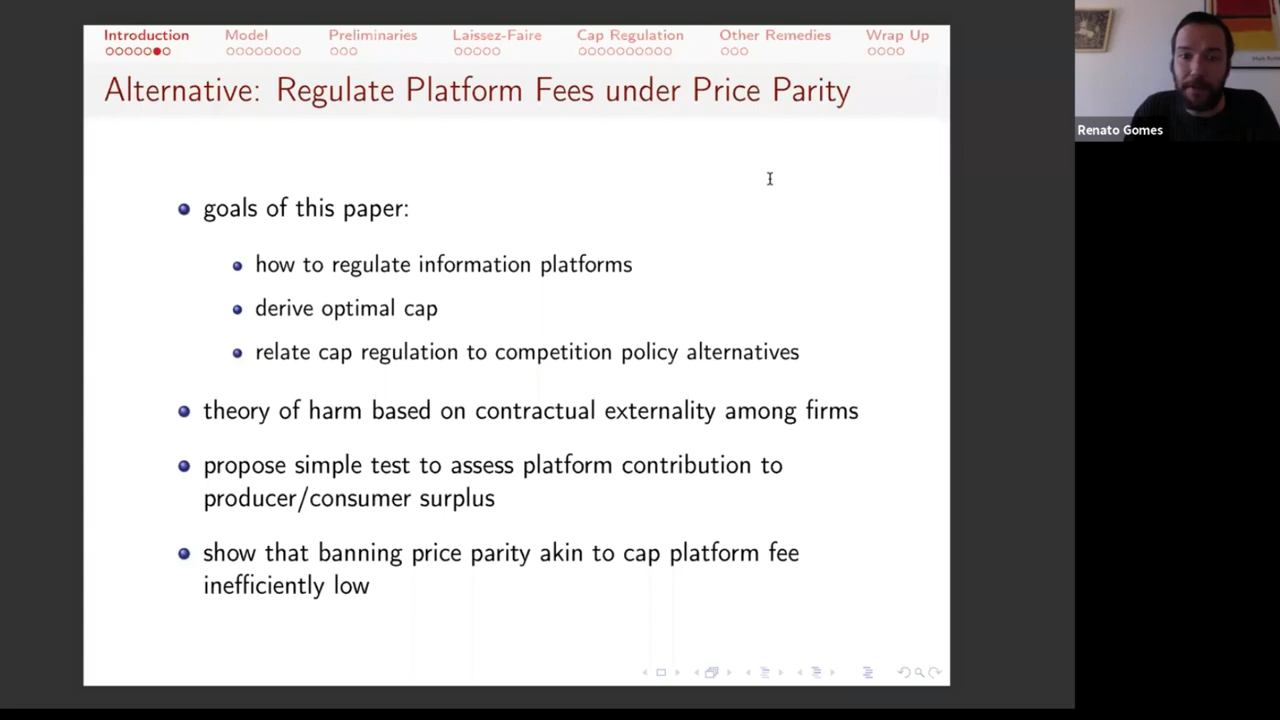 Introduction Model Preliminaries Laissez-Faire Cap Regulation Other Remedies Wrap Up
Alternative: Regulate Platform Fees under Price Parity
goals of this paper:
how to regulate information platforms
derive optimal cap
relate cap regulation to competition policy alternatives
theory of harm based on contractual externality among firms
propose simple test to assess platform contribution to
producer/consumer surplus
show that banning price parity akin to cap platform fee
inefficiently low
Renato Gomes